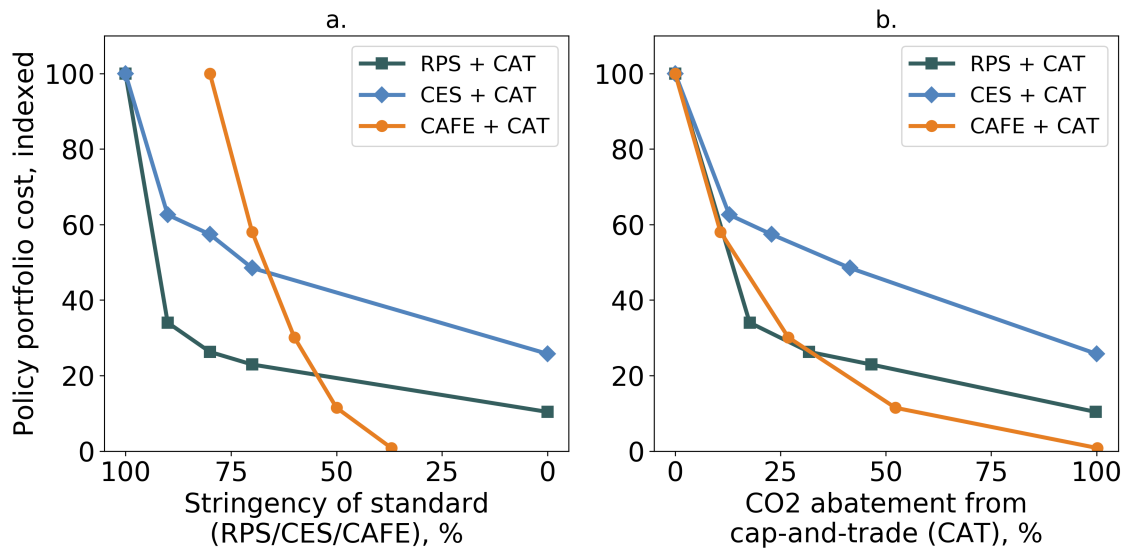 a.
Policy portfolio cost, indexed
100
80
60
40
20
0
RPS + CAT
CES + CAT
CAFE + CAT
100
75
50
25
0
Stringency of standard
(RPS/CES/CAFE), %
b.
100
80
60
40
20
0
RPS + CAT
CES + CAT
CAFE + CAT
0
25
50
75
100
CO2 abatement from
cap-and-trade (CAT), %